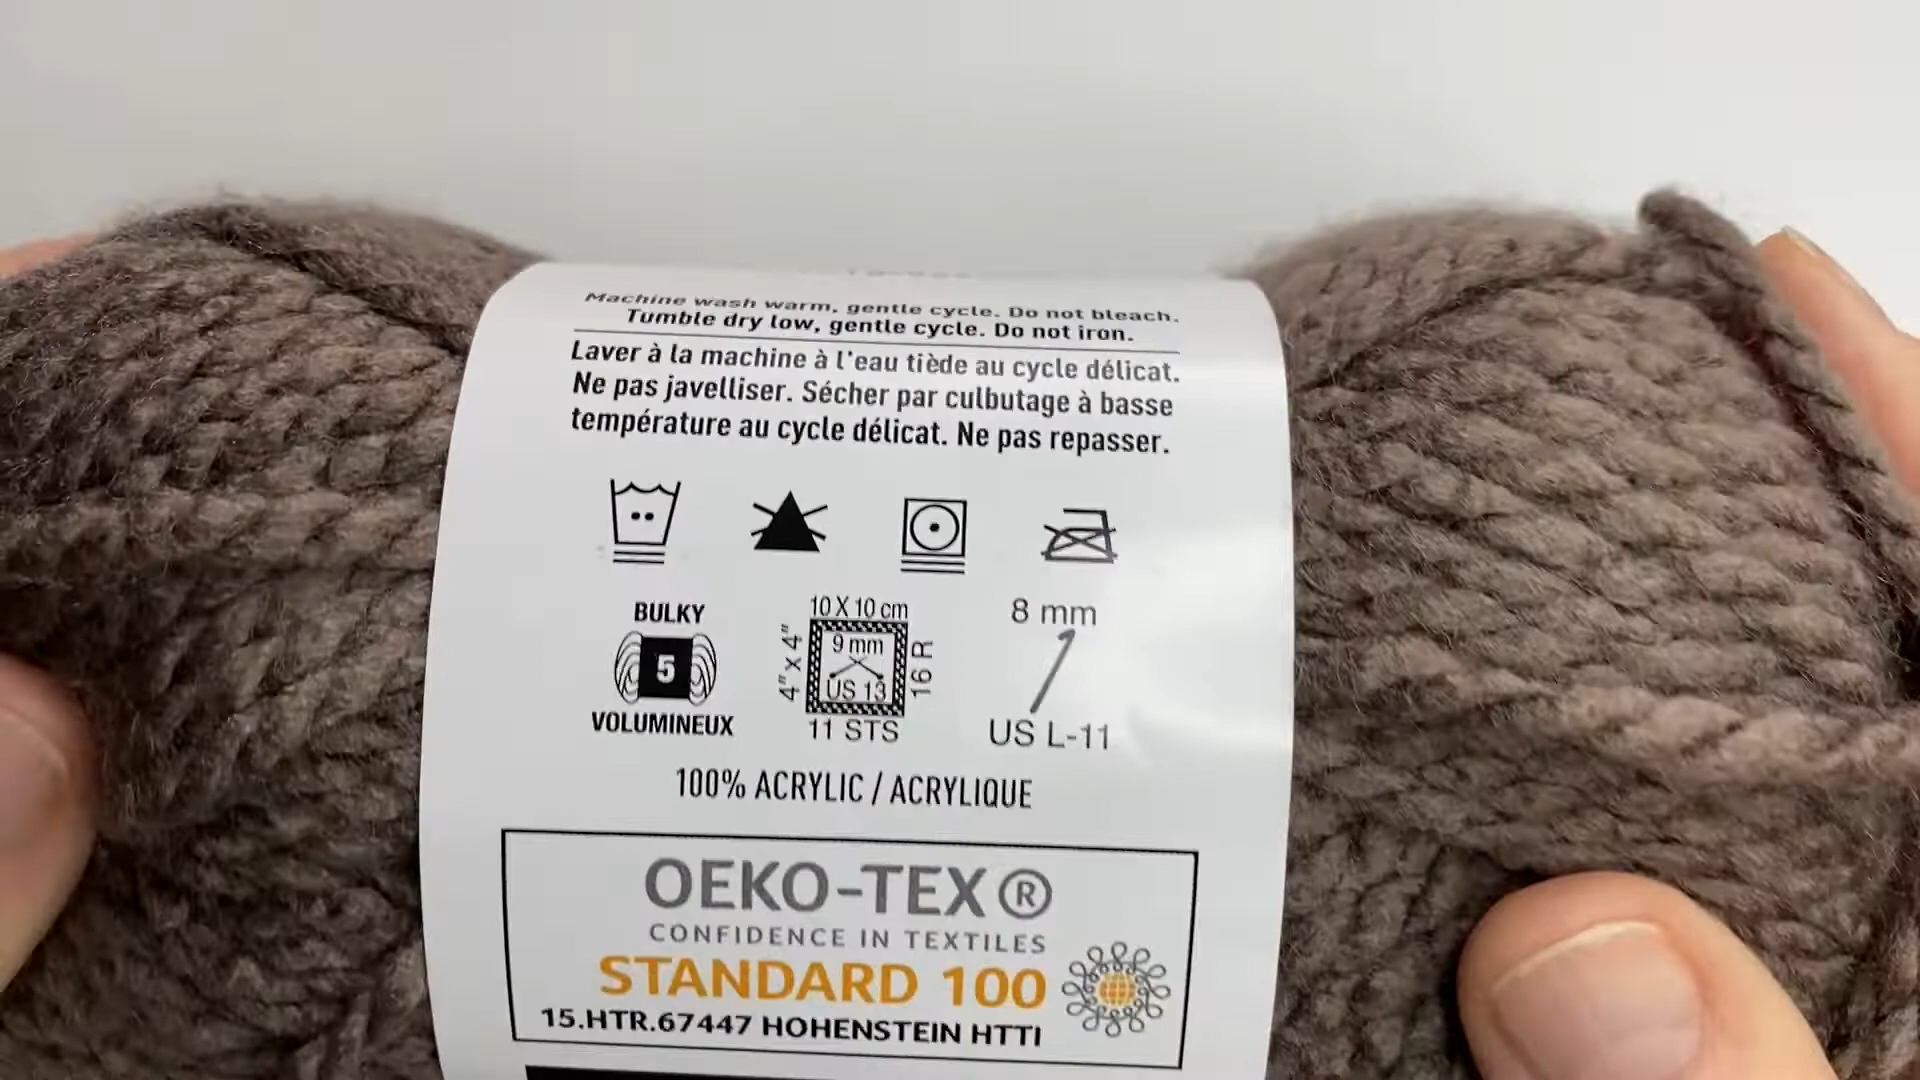 Machine wash warm, gentle cycle. Do not bleach.
Tumble dry low, gentle cycle. Do not iron.
Laver à la machine à l'eau tiède au cycle délicat.
Ne pas javelliser. Sécher par culbutage à basse
température au cycle délicat. Ne pas repasser.
BULKY
5
VOLUMINEUX
10 X 10 cm
4" x 4"
9 mm
US 13
16 R
11 STS
8 mm
US L-11
100% ACRYLIC / ACRYLIQUE
OEKO-TEX®
CONFIDENCE IN TEXTILES
STANDARD 100
15.HTR.67447 HOHENSTEIN HTTI